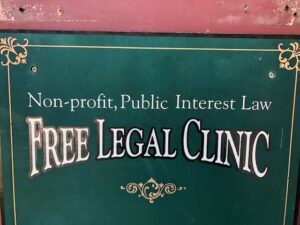 Non-profit, Public Interest Law
FREE LEGAL CLINIC